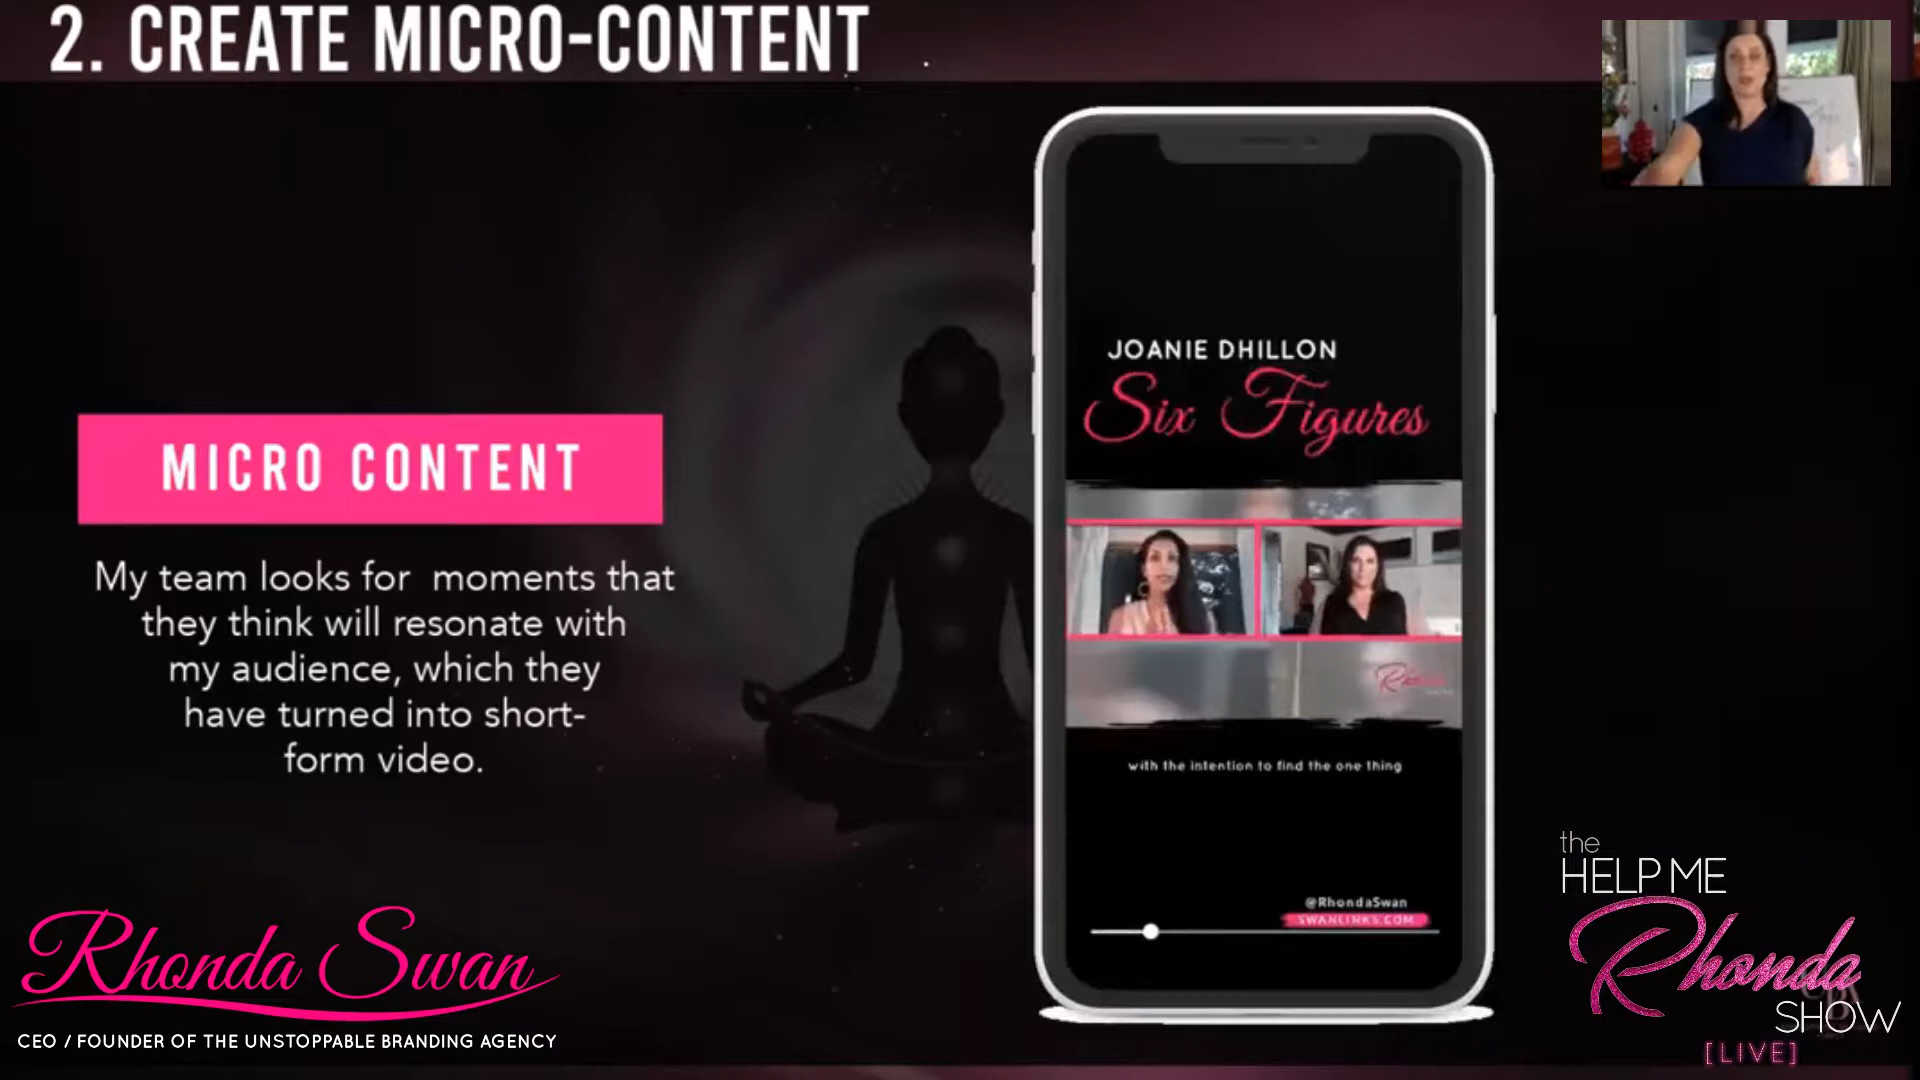 2. CREATE MICRO-CONTENT
MICRO CONTENT
My team looks for moments that
they think will resonate with
my audience, which they
have turned into short-
form video.
JOANIE DHILLON
Six Figures
with the intention to find the one thing
@RhondaSwan
SWANLINKS.COM
Rhonda Swan
CEO / FOUNDER OF THE UNSTOPPABLE BRANDING AGENCY
the
HELP ME
Rhonda
SHOW
[LIVE]